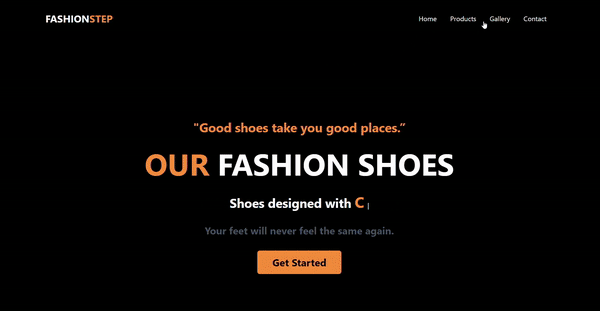 FASHIONSTEP
Home Products Gallery Contact
"Good shoes take you good places.”
OUR FASHION SHOES
Shoes designed with C |
Your feet will never feel the same again.
Get Started